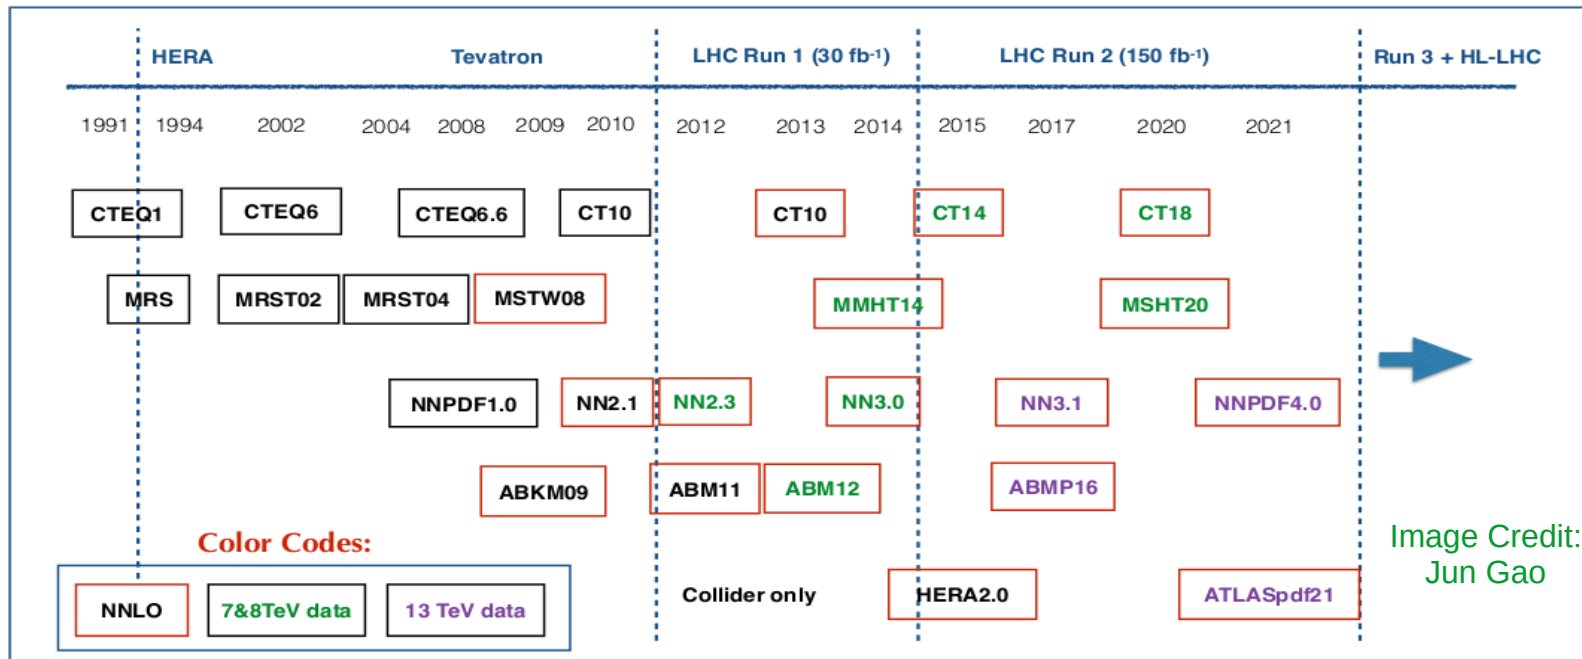 HERA Tevatron LHC Run 1 (30 fb-1) LHC Run 2 (150 fb-1) Run 3 + HL-LHC
1991 1994 2002 2004 2008 2009 2010 2012 2013 2014 2015 2017 2020 2021
CTEQ1 CTEQ6 CTEQ6.6 CT10 CT10 CT14 CT18
MRS MRST02 MRST04 MSTW08 MMHT14 MSHT20
NNPDF1.0 NN2.1 NN2.3 NN3.0 NN3.1 NNPDF4.0
ABKM09 ABM11 ABM12 ABMP16
Color Codes:
NNLO 7&8TeV data 13 TeV data
Collider only HERA2.0 ATLASpdf21
Image Credit:
Jun Gao